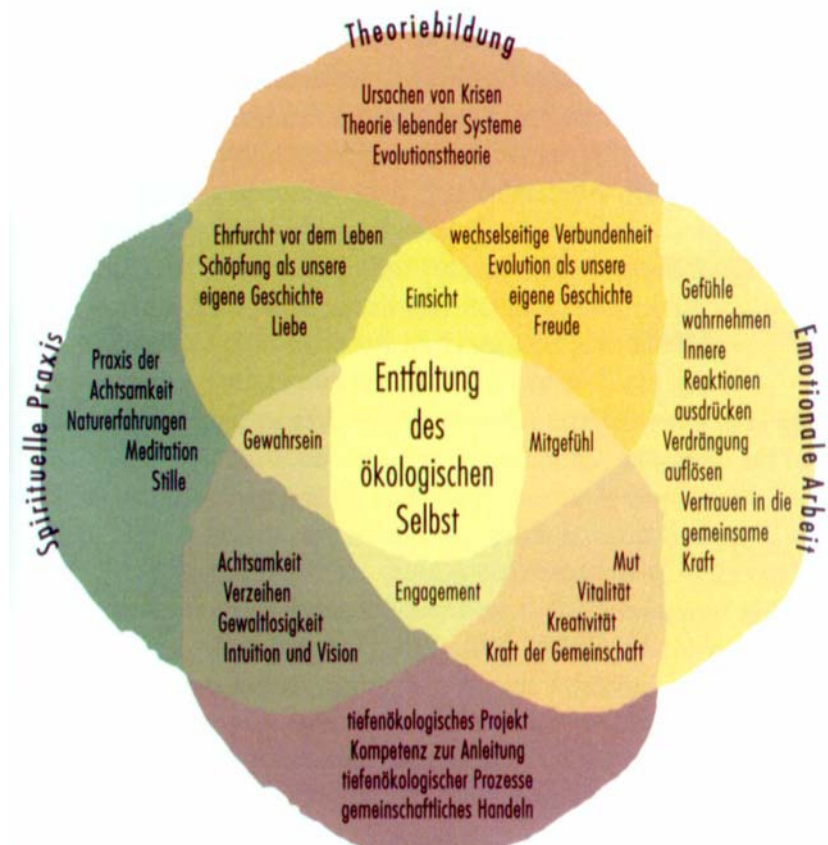 Theoriebildung
Ursachen von Krisen
Theorie lebender Systeme
Evolutionstheorie
Ehrfurcht vor dem Leben
Schöpfung als unsere
eigene Geschichte
Liebe
Einsicht
wechselseitige Verbundenheit
Evolution als unsere
eigene Geschichte
Freude
Spirituelle Praxis
Praxis der
Achtsamkeit
Naturerfahrungen
Meditation
Stille
Gewahrsein
Entfaltung
des
ökologischen
Selbst
Mitgefühl
Gefühle
wahrnehmen
Innere
Reaktionen
ausdrücken
Verdrängung
auflösen
Vertrauen in die
gemeinsame
Kraft
Emotionale Arbeit
Achtsamkeit
Verzeihen
Gewaltlosigkeit
Intuition und Vision
Engagement
Mut
Vitalität
Kreativität
Kraft der Gemeinschaft
tiefenökologisches Projekt
Kompetenz zur Anleitung
tiefenökologischer Prozesse
gemeinschaftliches Handeln